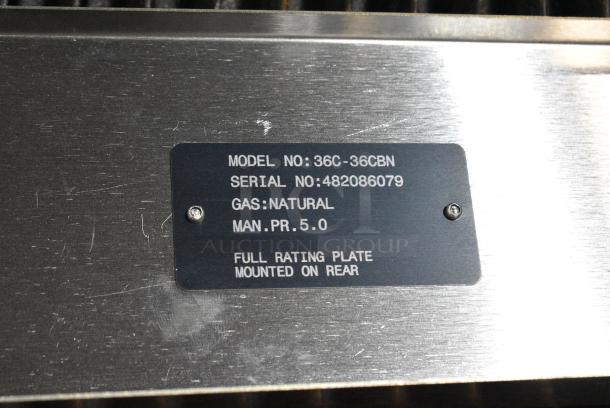 MODEL NO:36C-36CBN
SERIAL NO:482086079
GAS:NATURAL
MAN.PR.5.0
AUCTION GROUP
FULL RATING PLATE
MOUNTED ON REAR